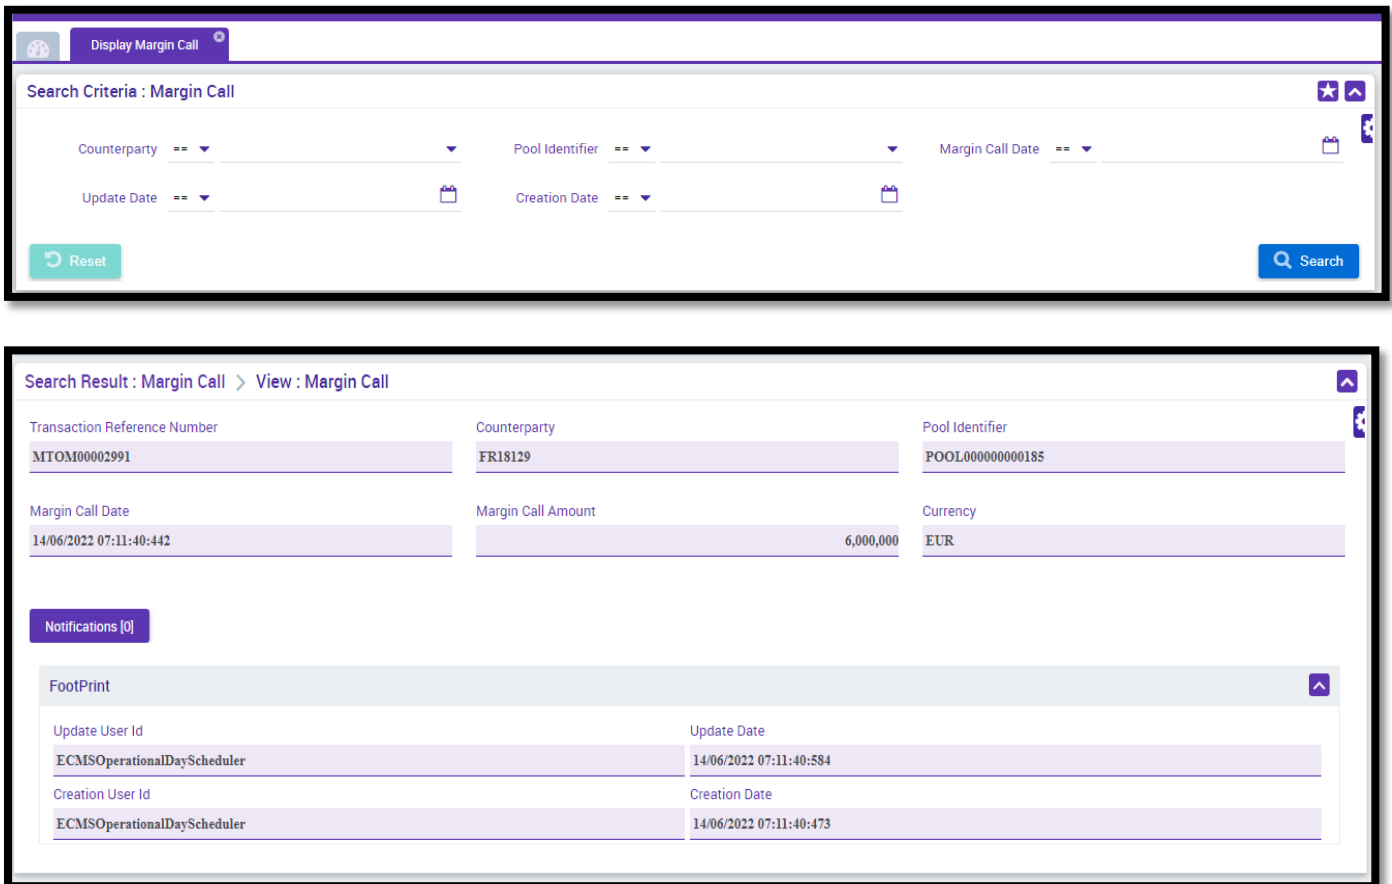 Display Margin Call
Search Criteria : Margin Call
Counterparty == Pool Identifier == Margin Call Date ==
Update Date == Creation Date ==
Reset Search
Search Result : Margin Call > View : Margin Call
Transaction Reference Number Counterparty Pool Identifier
MTOM00002991 FR18129 POOL000000000185
Margin Call Date Margin Call Amount Currency
14/06/2022 07:11:40:442 6,000,000 EUR
Notifications [0]
FootPrint
Update User Id Update Date
ECMSOperationalDayScheduler 14/06/2022 07:11:40:584
Creation User Id Creation Date
ECMSOperationalDayScheduler 14/06/2022 07:11:40:473